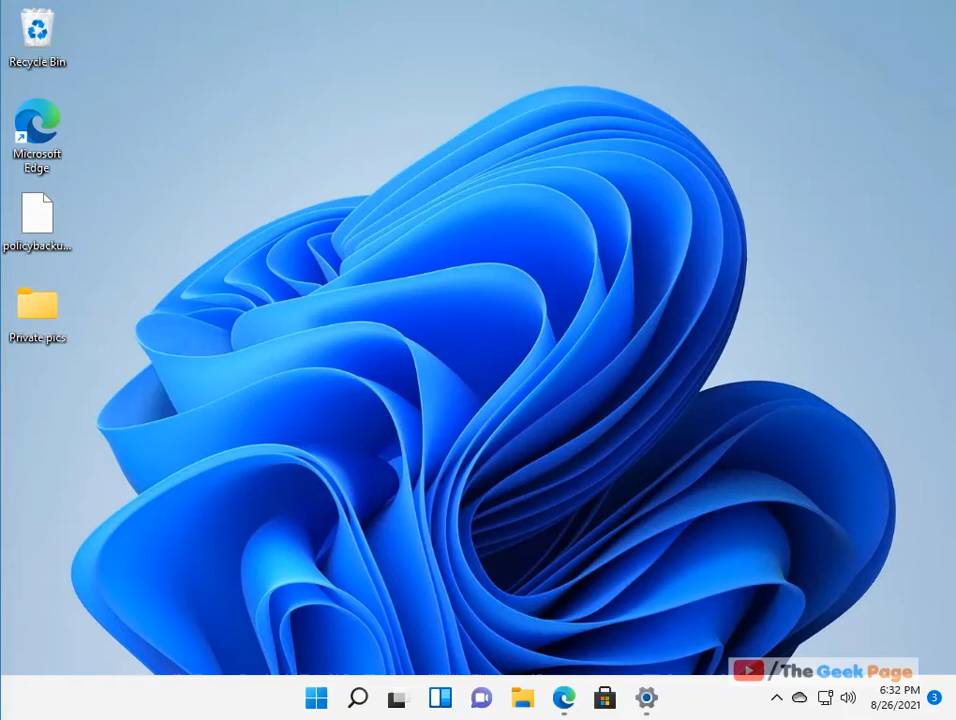 Recycle Bin
Microsoft
Edge
policybacku...
Private pics
/The Geek Page
6:32 PM
8/26/2021
3